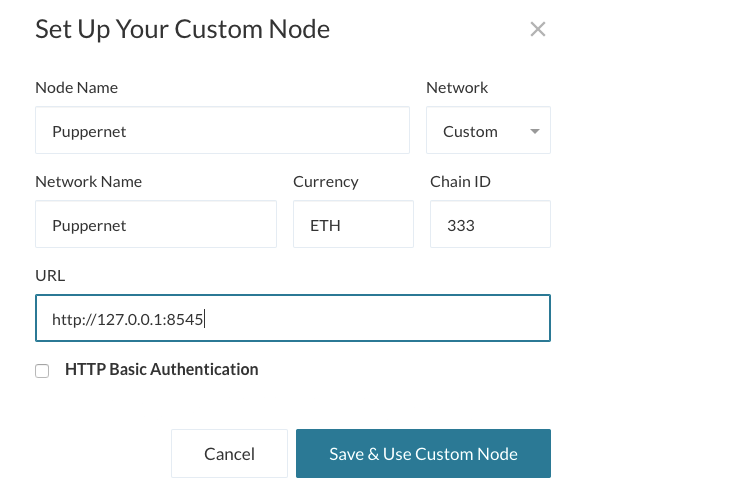 Set Up Your Custom Node
Node Name Network
Puppernet Custom
Network Name Currency Chain ID
Puppernet ETH 333
URL
http://127.0.0.1:8545
HTTP Basic Authentication
Cancel Save & Use Custom Node